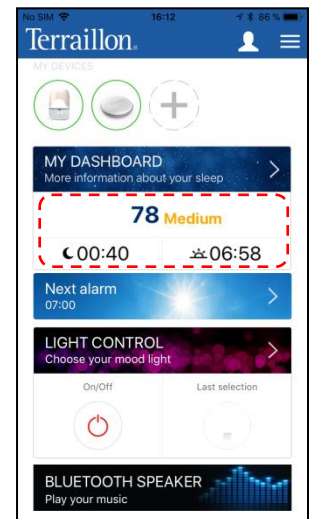 No SIM 16:12 86 %
Terraillon.
MY DEVICES
MY DASHBOARD
More information about your sleep
78 Medium
00:40 06:58
Next alarm
07:00
LIGHT CONTROL
Choose your mood light
On/Off Last selection
BLUETOOTH SPEAKER
Play your music